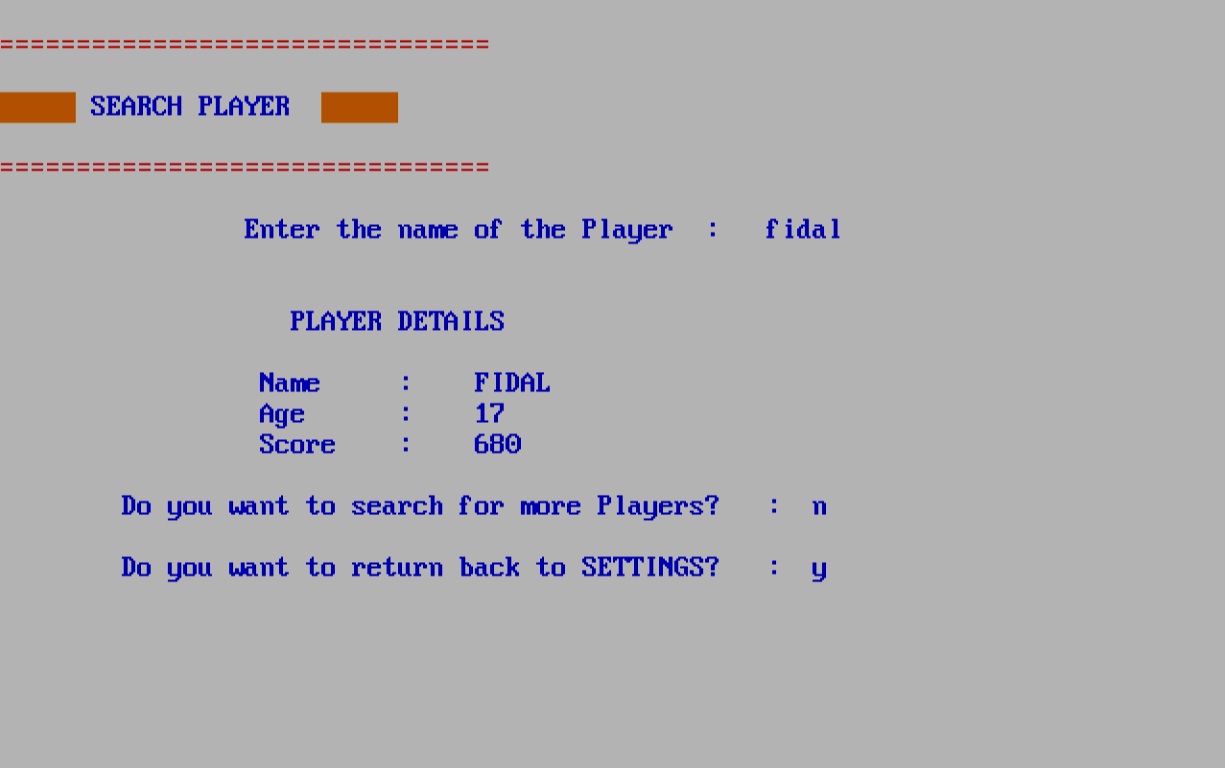 ================================
SEARCH PLAYER
================================
Enter the name of the Player : fidal
PLAYER DETAILS
Name : FIDAL
Age : 17
Score : 680
Do you want to search for more Players? : n
Do you want to return back to SETTINGS? : y